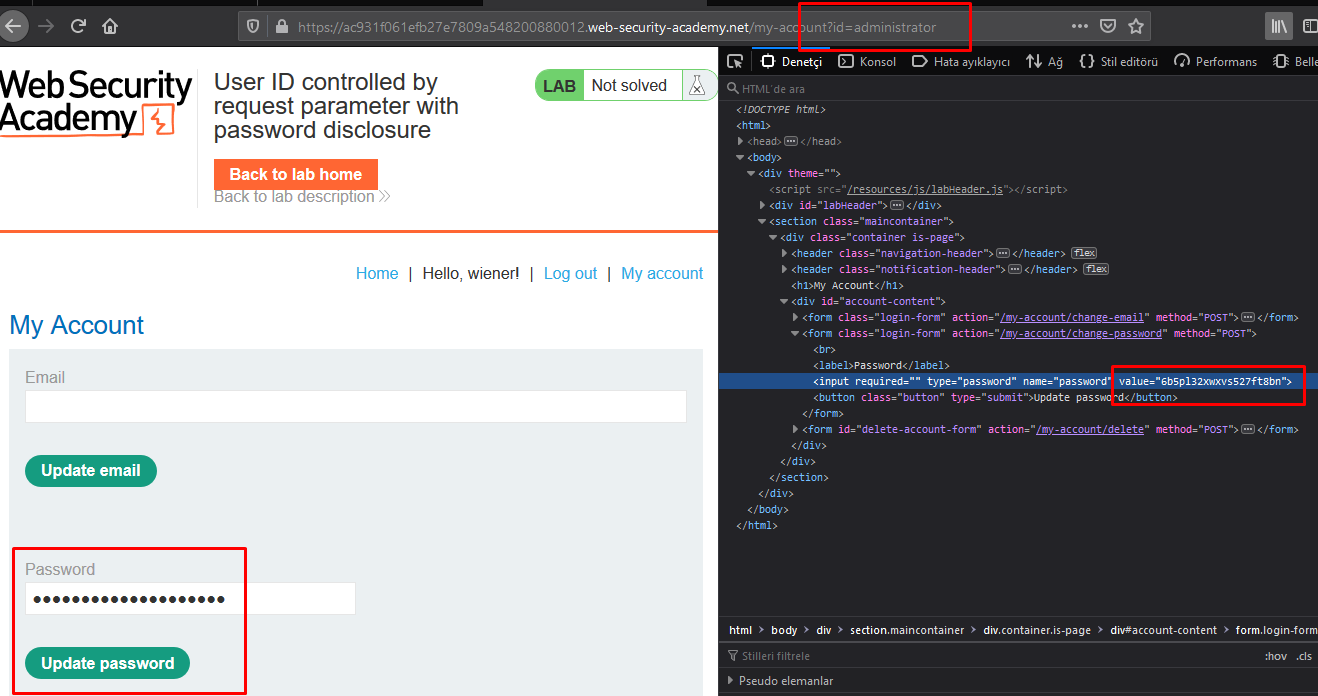 https://ac931f061efb27e7809a548200880012.web-security-academy.net/my-account?id=administrator
Web Security
Academy
User ID controlled by
request parameter with
password disclosure
LAB Not solved
Back to lab home
Back to lab description
Home | Hello, wiener! | Log out | My account
My Account
Email
Update email
Password
••••••••••••••••••••
Update password
Denetçi Konsol Hata ayıklayıcı Ağ Stil editörü Performans Belle
HTML'de ara
<!DOCTYPE html>
<html>
<head>⋯</head>
<body>
<div theme="">
<script src="/resources/js/labHeader.js"></script>
<div id="labHeader">⋯</div>
<section class="maincontainer">
<div class="container is-page">
<header class="navigation-header">⋯</header> flex
<header class="notification-header">⋯</header> flex
<h1>My Account</h1>
<div id="account-content">
<form class="login-form" action="/my-account/change-email" method="POST">⋯</form>
<form class="login-form" action="/my-account/change-password" method="POST">
<br>
<label>Password</label>
<input required="" type="password" name="password" value="6b5pl32xwxvs527ft8bn">
<button class="button" type="submit">Update password</button>
</form>
<form id="delete-account-form" action="/my-account/delete" method="POST">⋯</form>
</div>
</div>
</section>
</div>
</body>
</html>
html > body > div > section.maincontainer > div.container.is-page > div#account-content > form.login-form
Stilleri filtrele :hov .cls
Pseudo elemanlar